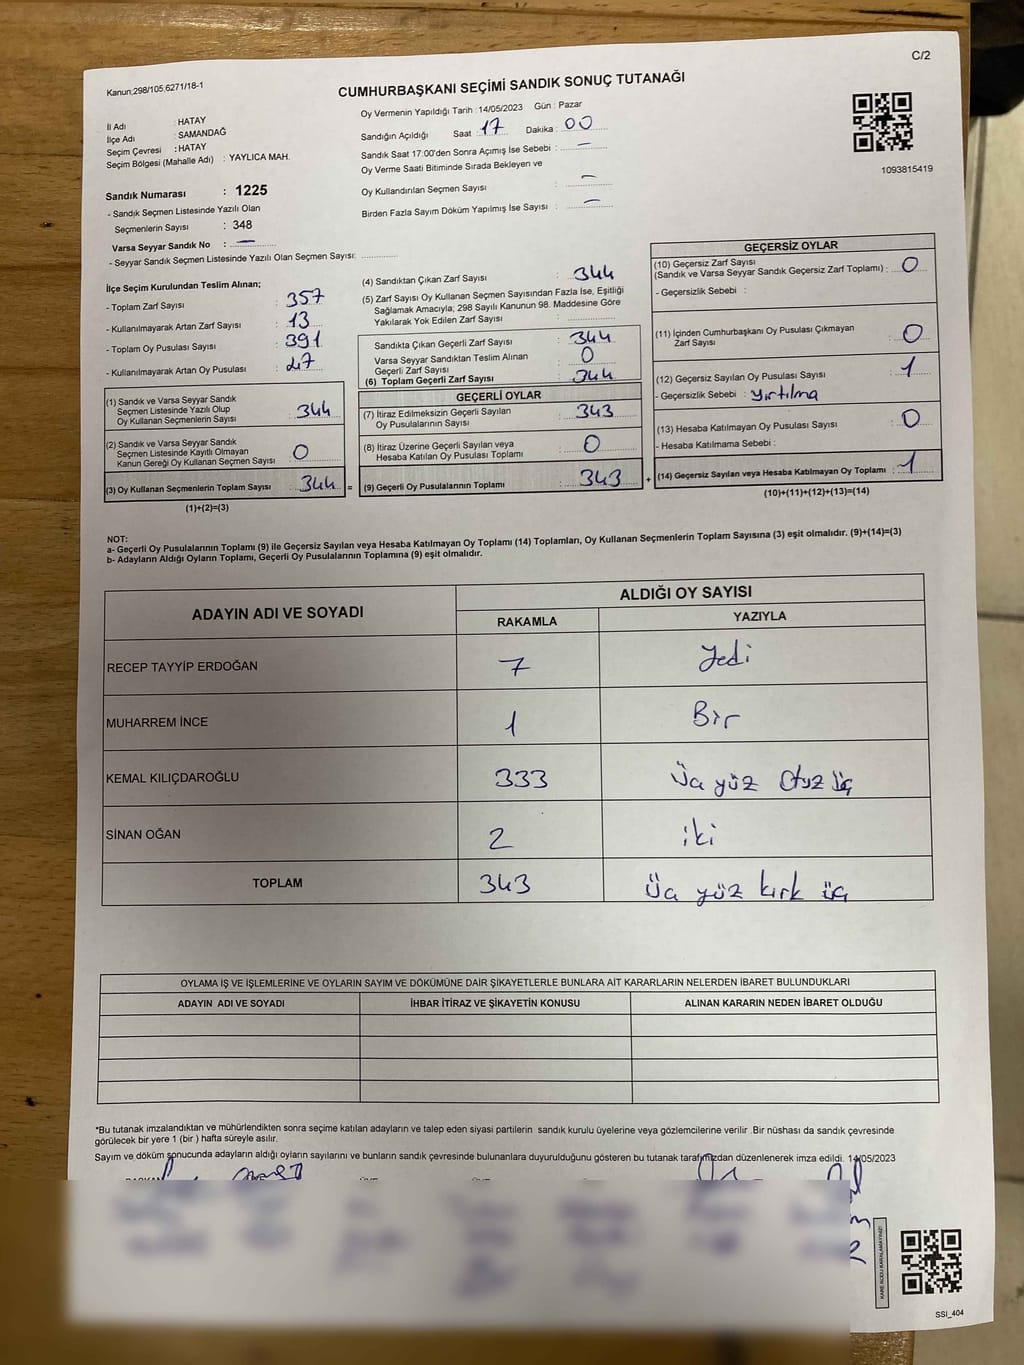 C/2
Kanun,298/105;6271/18-1
CUMHURBAŞKANI SEÇİMİ SANDIK SONUÇ TUTANAĞI
İl Adı : HATAY
İlçe Adı : SAMANDAĞ
Seçim Çevresi : HATAY
Seçim Bölgesi (Mahalle Adı) : YAYLICA MAH.
Oy Vermenin Yapıldığı Tarih : 14/05/2023 Gün : Pazar
Sandığın Açıldığı Saat : 17 Dakika : 00
Sandık Saat 17:00'den Sonra Açımış İse Sebebi : —
Oy Verme Saati Bitiminde Sırada Bekleyen ve
Oy Kullandırılan Seçmen Sayısı : —
Birden Fazla Sayım Döküm Yapılmış İse Sayısı : —
1093815419
Sandık Numarası : 1225
- Sandık Seçmen Listesinde Yazılı Olan
Seçmenlerin Sayısı : 348
Varsa Seyyar Sandık No : —
- Seyyar Sandık Seçmen Listesinde Yazılı Olan Seçmen Sayısı:
İlçe Seçim Kurulundan Teslim Alınan;
- Toplam Zarf Sayısı : 357
- Kullanılmayarak Artan Zarf Sayısı : 13
- Toplam Oy Pusulası Sayısı : 391
- Kullanılmayarak Artan Oy Pusulası : 47
(1) Sandık ve Varsa Seyyar Sandık
Seçmen Listesinde Yazılı Olup
Oy Kullanan Seçmenlerin Sayısı : 344
(2) Sandık ve Varsa Seyyar Sandık
Seçmen Listesinde Kayıtlı Olmayan
Kanun Gereği Oy Kullanan Seçmen Sayısı : 0
(3) Oy Kullanan Seçmenlerin Toplam Sayısı : 344 =
(1)+(2)=(3)
(4) Sandıktan Çıkan Zarf Sayısı : 344
(5) Zarf Sayısı Oy Kullanan Seçmen Sayısından Fazla İse, Eşitliği
Sağlamak Amacıyla, 298 Sayılı Kanunun 98. Maddesine Göre
Yakılarak Yok Edilen Zarf Sayısı :
Sandıkta Çıkan Geçerli Zarf Sayısı : 344
Varsa Seyyar Sandıktan Teslim Alınan
Geçerli Zarf Sayısı : 0
(6) Toplam Geçerli Zarf Sayısı : 344
GEÇERLİ OYLAR
(7) İtiraz Edilmeksizin Geçerli Sayılan
Oy Pusulalarının Sayısı : 343
(8) İtiraz Üzerine Geçerli Sayılan veya
Hesaba Katılan Oy Pusulası Toplamı : 0
(9) Geçerli Oy Pusulalarının Toplamı : 343 +
GEÇERSİZ OYLAR
(10) Geçersiz Zarf Sayısı
(Sandık ve Varsa Seyyar Sandık Geçersiz Zarf Toplamı) : 0
- Geçersizlik Sebebi :
(11) İçinden Cumhurbaşkanı Oy Pusulası Çıkmayan
Zarf Sayısı : 0
(12) Geçersiz Sayılan Oy Pusulası Sayısı : 1
- Geçersizlik Sebebi : Yırtılma
(13) Hesaba Katılmayan Oy Pusulası Sayısı : 0
- Hesaba Katılmama Sebebi :
(14) Geçersiz Sayılan veya Hesaba Katılmayan Oy Toplamı : 1
(10)+(11)+(12)+(13)=(14)
NOT:
a- Geçerli Oy Pusulalarının Toplamı (9) ile Geçersiz Sayılan veya Hesaba Katılmayan Oy Toplamı (14) Toplamları, Oy Kullanan Seçmenlerin Toplam Sayısına (3) eşit olmalıdır. (9)+(14)=(3)
b- Adayların Aldığı Oyların Toplamı, Geçerli Oy Pusulalarının Toplamına (9) eşit olmalıdır.
ADAYIN ADI VE SOYADI ALDIĞI OY SAYISI
RAKAMLA YAZIYLA
RECEP TAYYİP ERDOĞAN 7 Yedi
MUHARREM İNCE 1 Bir
KEMAL KILIÇDAROĞLU 333 Üç yüz Otuz üç
SİNAN OĞAN 2 iki
TOPLAM 343 Üç yüz kırk üç
OYLAMA İŞ VE İŞLEMLERİNE VE OYLARIN SAYIM VE DÖKÜMÜNE DAİR ŞİKAYETLERLE BUNLARA AİT KARARLARIN NELERDEN İBARET BULUNDUKLARI
ADAYIN ADI VE SOYADI İHBAR İTİRAZ VE ŞİKAYETİN KONUSU ALINAN KARARIN NEDEN İBARET OLDUĞU
*Bu tutanak imzalandıktan ve mühürlendikten sonra seçime katılan adayların ve talep eden siyasi partilerin sandık kurulu üyelerine veya gözlemcilerine verilir .Bir nüshası da sandık çevresinde
görülecek bir yere 1 (bir ) hafta süreyle asılır.
Sayım ve döküm sonucunda adayların aldığı oyların sayılarını ve bunların sandık çevresinde bulunanlara duyurulduğunu gösteren bu tutanak tarafımızdan düzenlenerek imza edildi. 14/05/2023
KARE KODU KARALAMAYINIZ!
SSİ_404